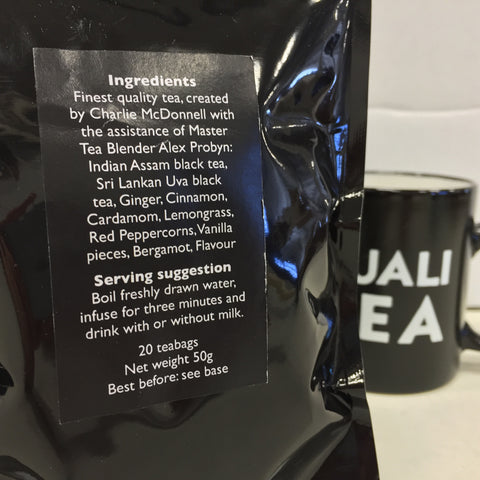 Ingredients
Finest quality tea, created
by Charlie McDonnell with
the assistance of Master
Tea Blender Alex Probyn:
Indian Assam black tea,
Sri Lankan Uva black
tea, Ginger, Cinnamon,
Cardamom, Lemongrass,
Red Peppercorns, Vanilla
pieces, Bergamot, Flavour
Serving suggestion
Boil freshly drawn water,
infuse for three minutes and
drink with or without milk.
20 teabags
Net weight 50g
Best before: see base
UALI
EA